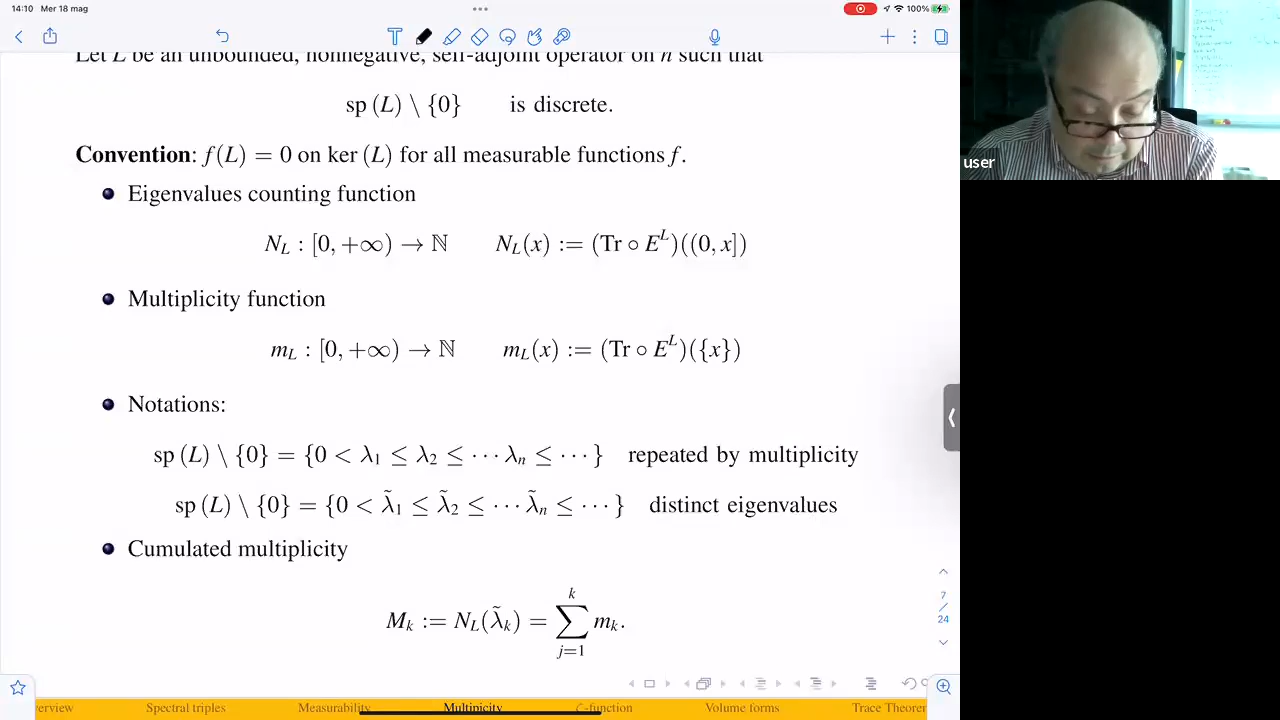 14:10 Mer 18 mag
100%
Let L be an unbounded, nonnegative, self-adjoint operator on n such that
sp (L) \ {0} is discrete.
Convention: f(L) = 0 on ker (L) for all measurable functions f.
Eigenvalues counting function
N_L : [0, +∞) → ℕ N_L(x) := (Tr ∘ E^L)((0, x])
Multiplicity function
m_L : [0, +∞) → ℕ m_L(x) := (Tr ∘ E^L)({x})
Notations:
sp (L) \ {0} = {0 < λ_1 ≤ λ_2 ≤ ⋯ λ_n ≤ ⋯ } repeated by multiplicity
sp (L) \ {0} = {0 < λ̃_1 ≤ λ̃_2 ≤ ⋯ λ̃_n ≤ ⋯ } distinct eigenvalues
Cumulated multiplicity
M_k := N_L(λ̃_k) = ∑_{j=1}^{k} m_k.
7
/
24
verview Spectral triples Measurability Multipicity ζ-function Volume forms Trace Theorem
user